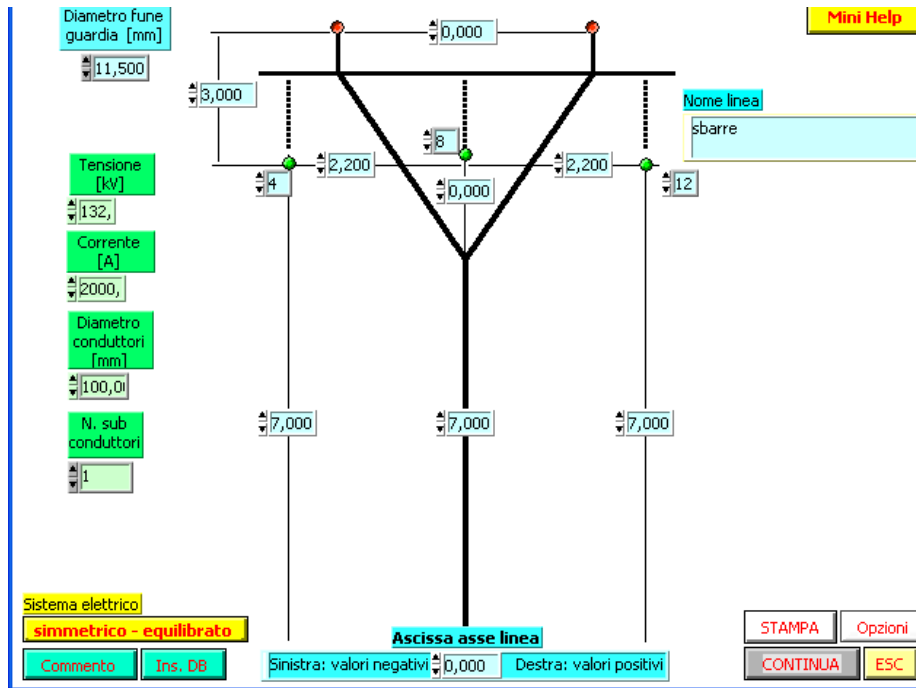 Diametro fune
guardia [mm]
11,500
0,000
Mini Help
3,000
Nome linea
sbarre
8
2,200
2,200
4
0,000
12
Tensione
[kV]
132,
Corrente
[A]
2000,
Diametro
conduttori
[mm]
100,0
N. sub
conduttori
1
7,000
7,000
7,000
Sistema elettrico
simmetrico - equilibrato
Commento
Ins. DB
Ascissa asse linea
Sinistra: valori negativi
0,000
Destra: valori positivi
STAMPA
Opzioni
CONTINUA
ESC